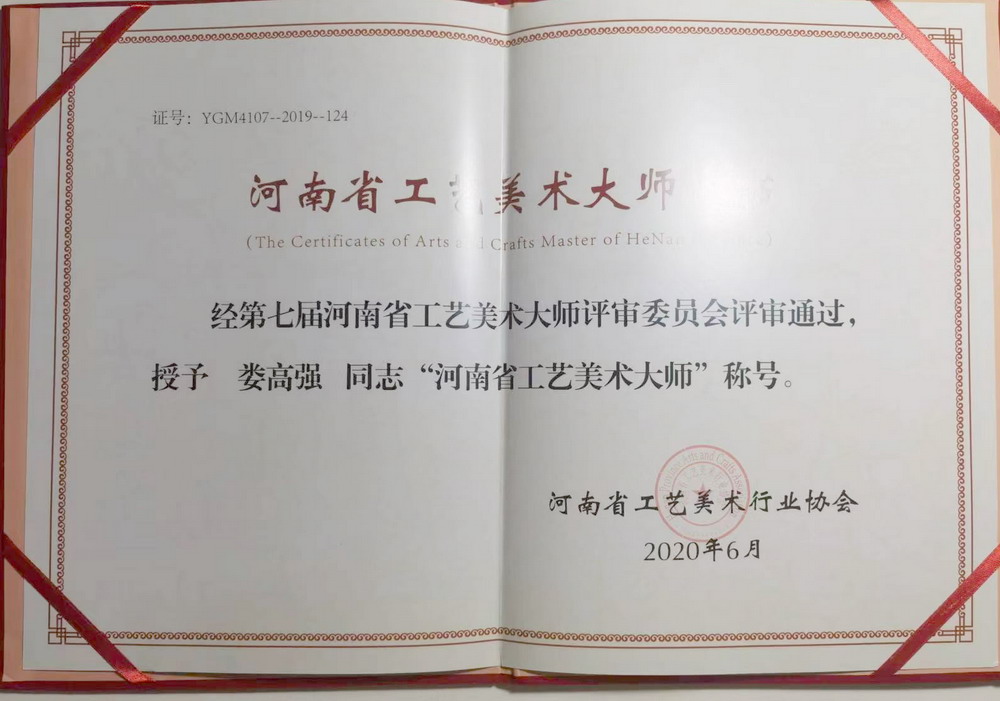 证号：YGM4107--2019--124
河南省工艺美术大师
(The Certificates of Arts and Crafts Master of HeNan
经第七届河南省工艺美术大师评审委员会评审通过，
授予 娄高强 同志“河南省工艺美术大师”称号。
河南省工艺美术行业协会
2020年6月